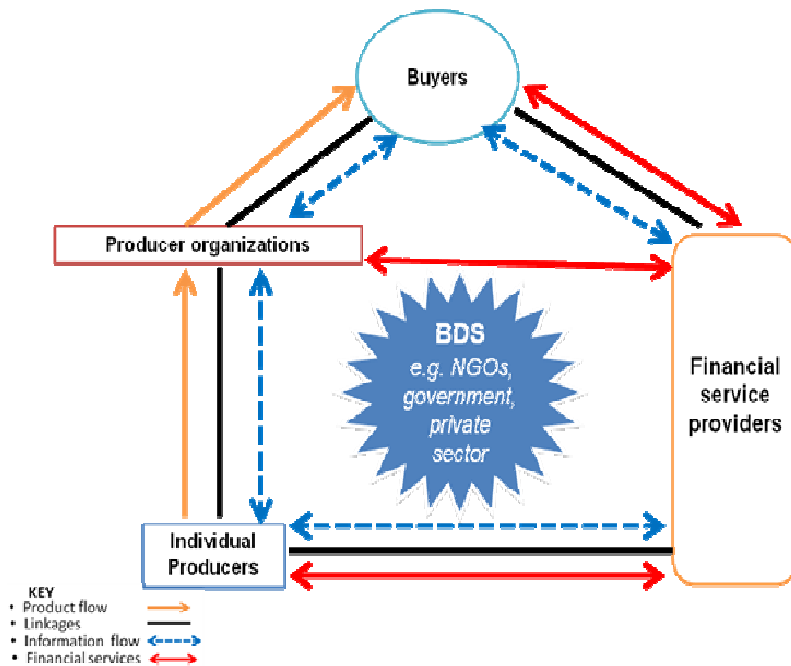 Buyers
Producer organizations
BDS
e.g. NGOs,
government,
private
sector
Financial
service
providers
Individual
Producers
KEY
• Product flow
• Linkages
• Information flow
• Financial services